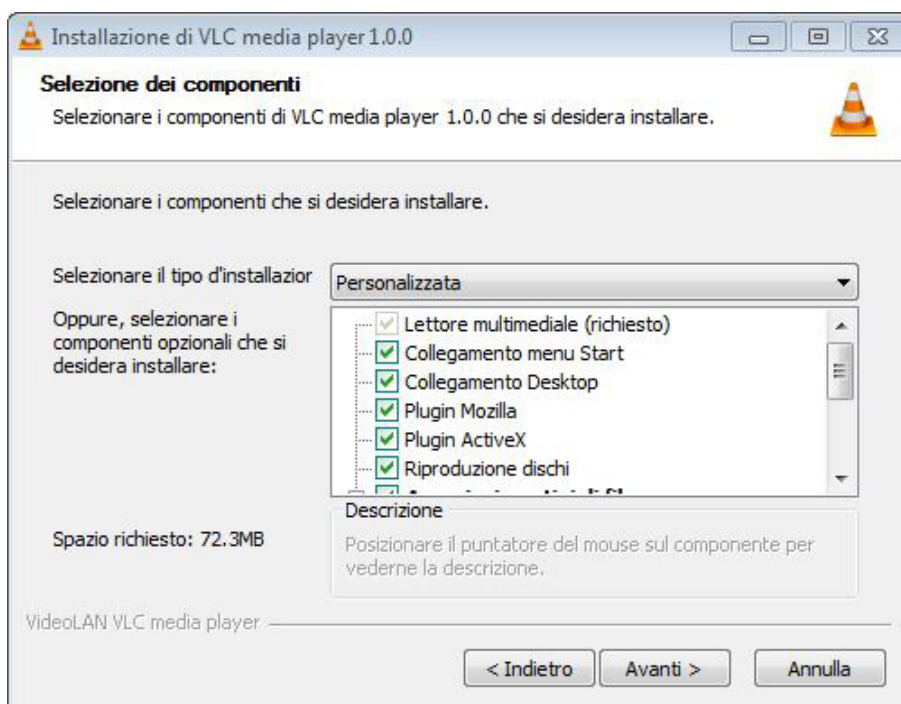 Installazione di VLC media player 1.0.0
Selezione dei componenti
Selezionare i componenti di VLC media player 1.0.0 che si desidera installare.
Selezionare i componenti che si desidera installare.
Selezionare il tipo d'installazior
Personalizzata
Oppure, selezionare i
componenti opzionali che si
desidera installare:
Lettore multimediale (richiesto)
Collegamento menu Start
Collegamento Desktop
Plugin Mozilla
Plugin ActiveX
Riproduzione dischi
Spazio richiesto: 72.3MB
Descrizione
Posizionare il puntatore del mouse sul componente per
vederne la descrizione.
VideoLAN VLC media player
< Indietro
Avanti >
Annulla